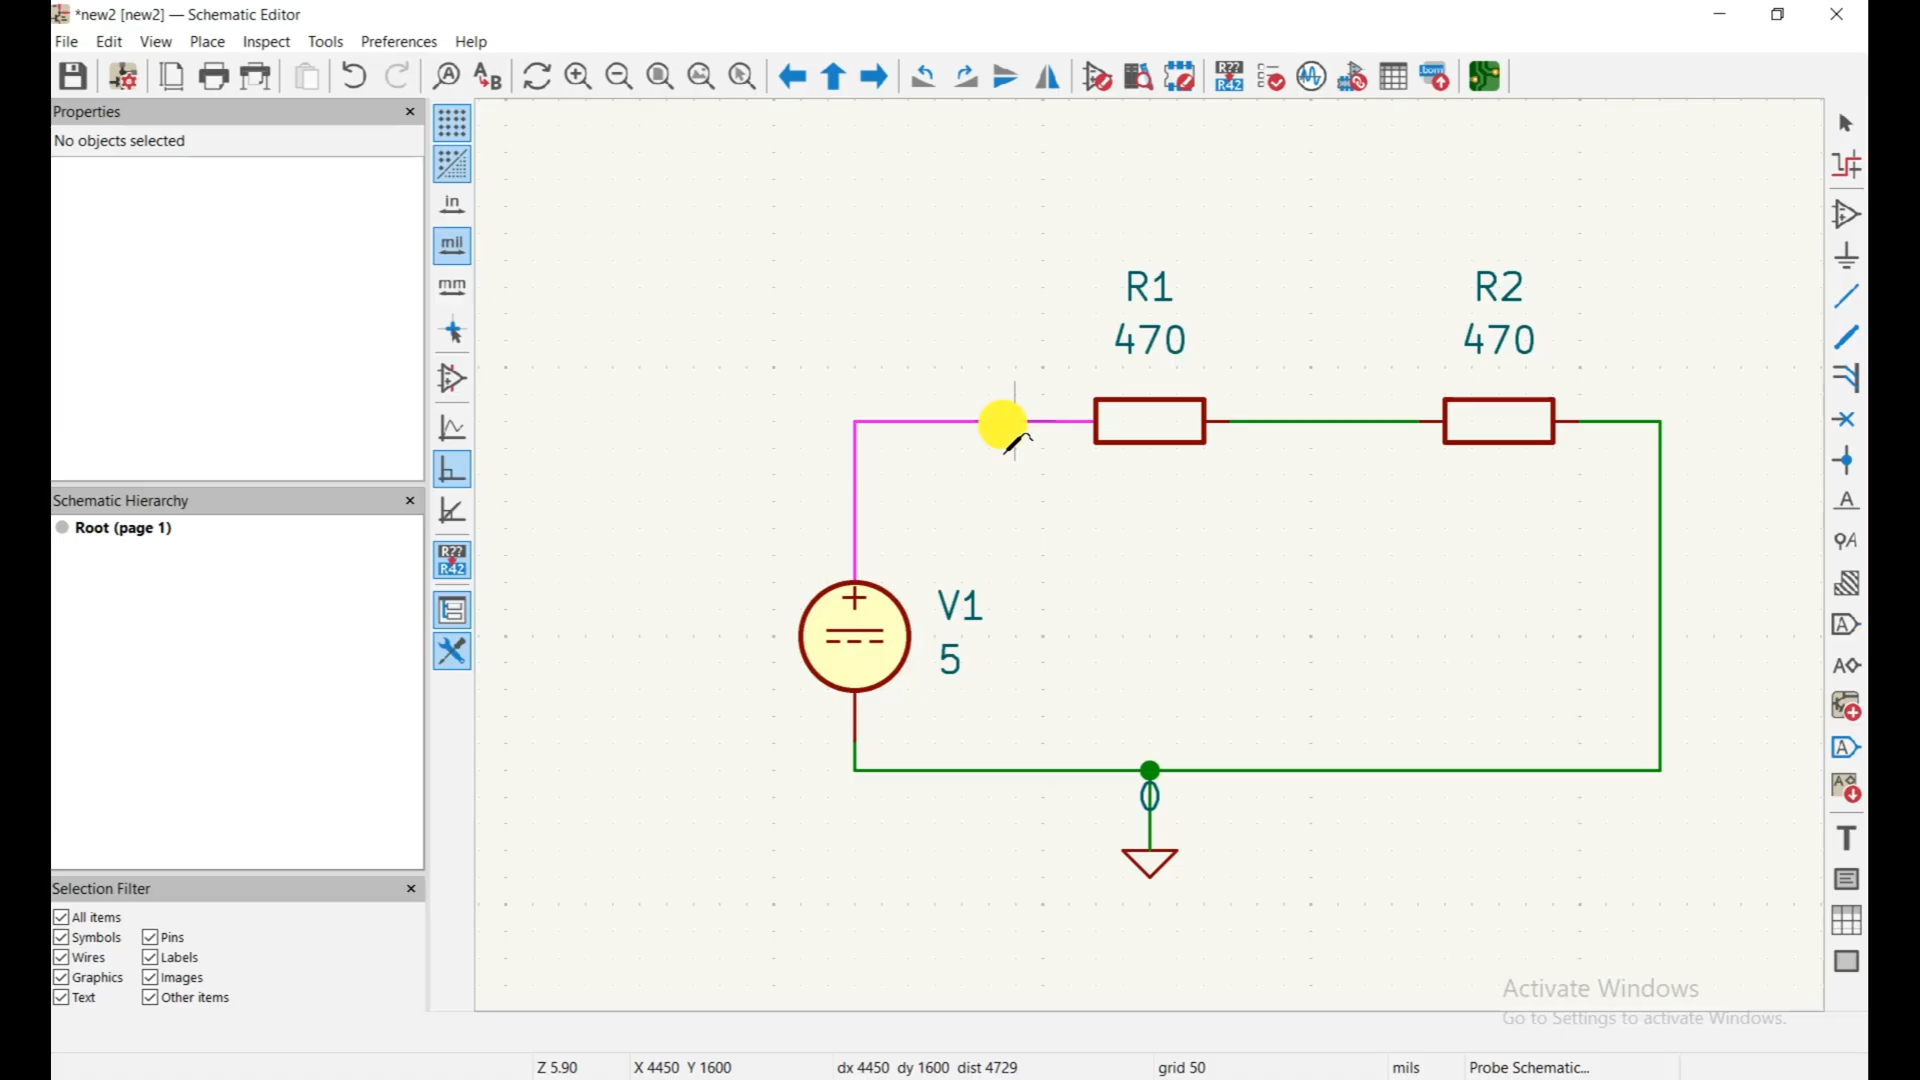 *new2 [new2] — Schematic Editor
File Edit View Place Inspect Tools Preferences Help
Properties
No objects selected
in
mil
mm
R??
R42
Schematic Hierarchy
Root (page 1)
Selection Filter
All items
Symbols Pins
Wires Labels
Graphics Images
Text Other items
R1
470
R2
470
V1
5
0
Activate Windows
Go to Settings to activate Windows.
Z 5.90 X 4450 Y 1600 dx 4450 dy 1600 dist 4729 grid 50 mils Probe Schematic...